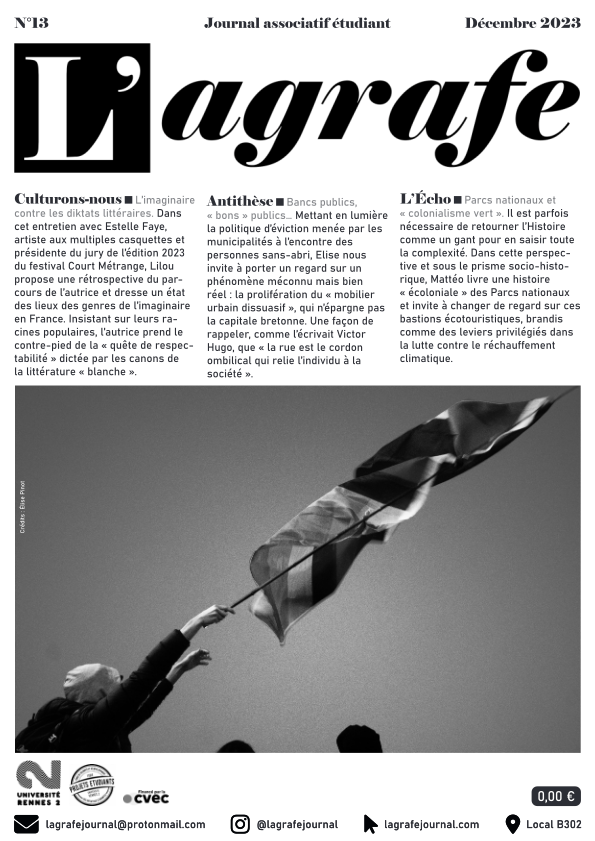 N°13
Journal associatif étudiant
Décembre 2023
L'agrafe
Culturons-nous ■ L'imaginaire
contre les diktats littéraires. Dans
cet entretien avec Estelle Faye,
artiste aux multiples casquettes et
présidente du jury de l'édition 2023
du festival Court Métrange, Lilou
propose une rétrospective du par-
cours de l'autrice et dresse un état
des lieux des genres de l'imaginaire
en France. Insistant sur leurs ra-
cines populaires, l'autrice prend le
contre-pied de la « quête de respec-
tabilité » dictée par les canons de
la littérature « blanche ».
Antithèse ■ Bancs publics,
« bons » publics... Mettant en lumière
la politique d'éviction menée par les
municipalités à l'encontre des
personnes sans-abri, Elise nous
invite à porter un regard sur un
phénomène méconnu mais bien
réel : la prolifération du « mobilier
urbain dissuasif », qui n'épargne pas
la capitale bretonne. Une façon de
rappeler, comme l'écrivait Victor
Hugo, que « la rue est le cordon
ombilical qui relie l'individu à la
société ».
L'Écho ■ Parcs nationaux et
« colonialisme vert ». Il est parfois
nécessaire de retourner l'Histoire
comme un gant pour en saisir toute
la complexité. Dans cette perspec-
tive et sous le prisme socio-histo-
rique, Mattéo livre une histoire
« écoloniale » des Parcs nationaux
et invite à changer de regard sur ces
bastions écotouristiques, brandis
comme des leviers privilégiés dans
la lutte contre le réchauffement
climatique.
Crédits : Élise Pinot
UNIVERSITÉ
RENNES 2
PROJETS ÉTUDIANTS
Financé par la
cvec
0,00 €
lagrafejournal@protonmail.com
@lagrafejournal
lagrafejournal.com
Local B302